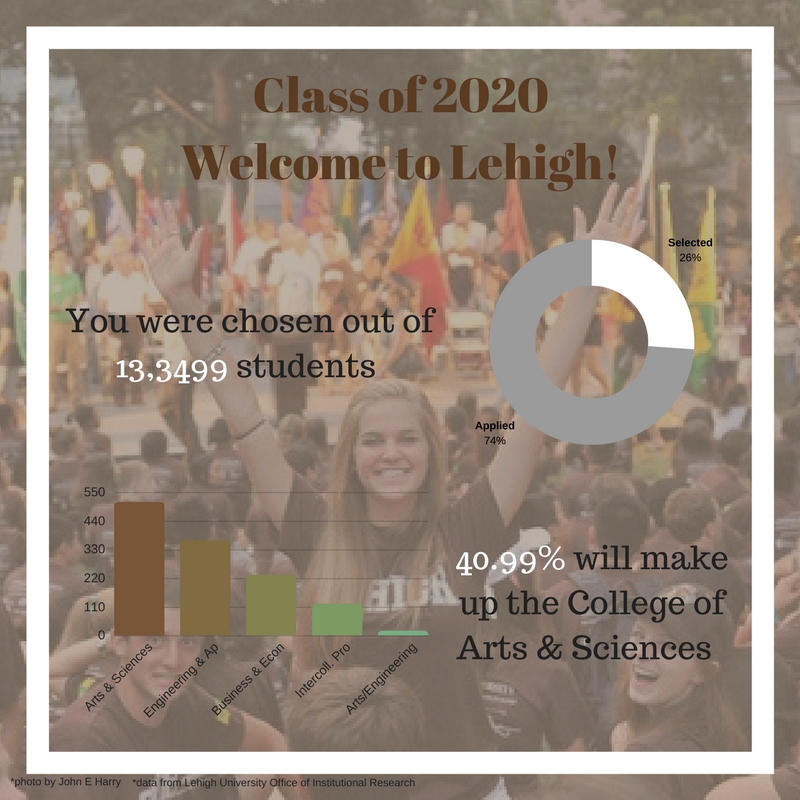 Class of 2020
Welcome to Lehigh!
Selected
26%
You were chosen out of
13,3499 students
Applied
74%
550
440
330
220
110
0
Arts & Sciences
Engineering & Ap
Business & Econ
Intercoll. Pro
Arts/Engineering
40.99% will make
up the College of
Arts & Sciences
*photo by John E Harry *data from Lehigh University Office of Institutional Research